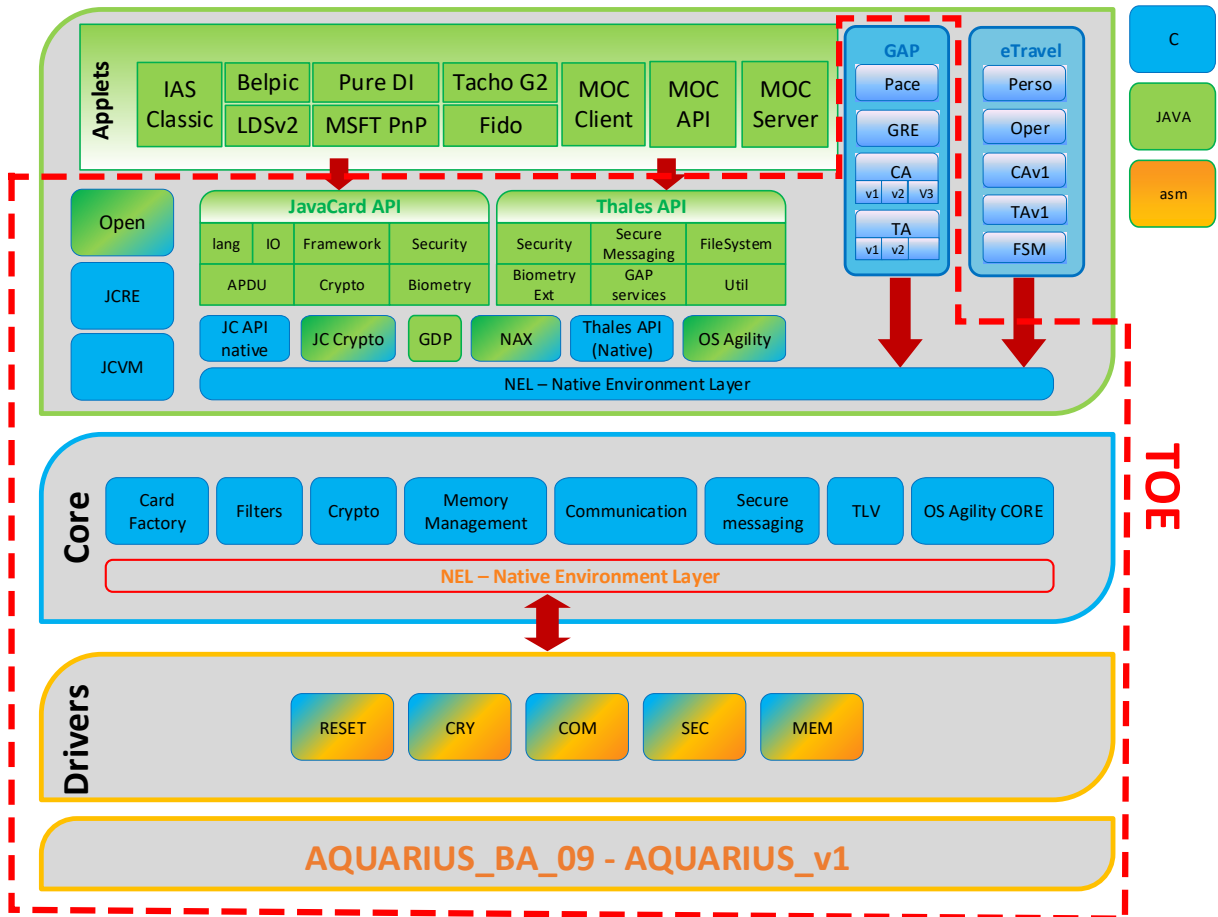 Applets
IAS
Classic
Belpic
LDSv2
Pure DI
MSFT PnP
Tacho G2
Fido
MOC
Client
MOC
API
MOC
Server
GAP
Pace
GRE
CA
v1 v2 V3
TA
v1 v2
eTravel
Perso
Oper
CAv1
TAv1
FSM
C
JAVA
asm
Open
JCRE
JCVM
JavaCard API
lang IO Framework Security
APDU Crypto Biometry
Thales API
Security
Secure
Messaging
FileSystem
Biometry
Ext
GAP
services
Util
JC API
native
JC Crypto
GDP
NAX
Thales API
(Native)
OS Agility
NEL – Native Environment Layer
TOE
Core
Card
Factory
Filters
Crypto
Memory
Management
Communication
Secure
messaging
TLV
OS Agility CORE
NEL – Native Environment Layer
Drivers
RESET
CRY
COM
SEC
MEM
AQUARIUS_BA_09 - AQUARIUS_v1